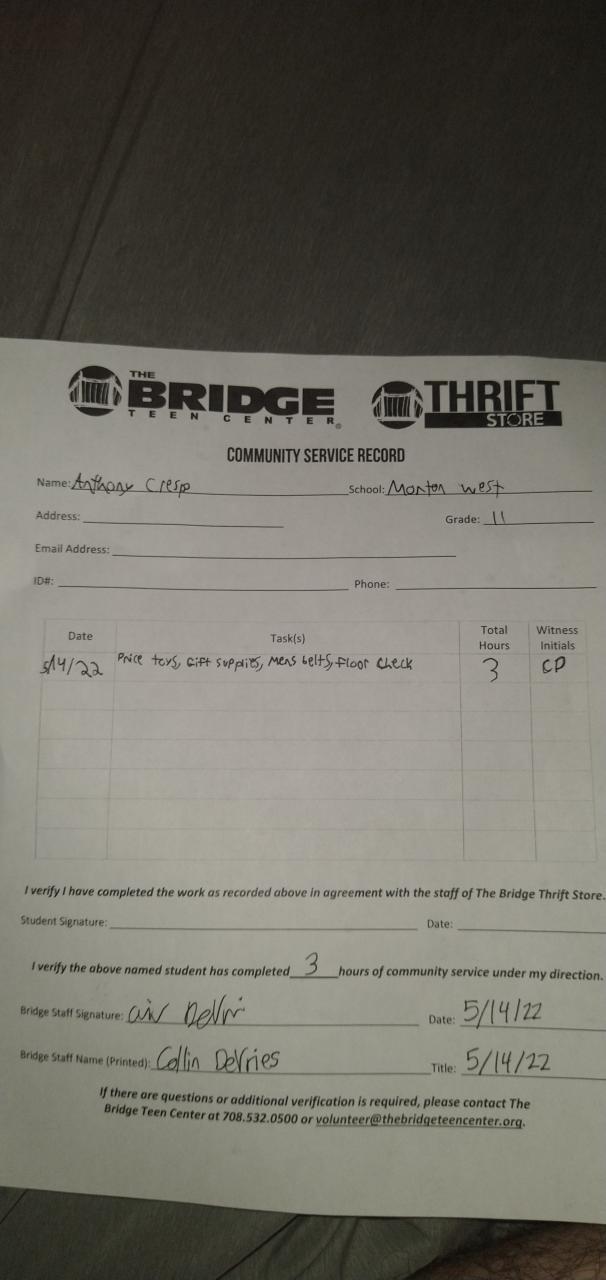 THE BRIDGE TEEN CENTER® THRIFT STORE
COMMUNITY SERVICE RECORD
Name: Anthony Crespo School: Morton West
Address: Grade: 11
Email Address:
ID#: Phone:
Date Task(s) Total Hours Witness Initials
5/14/22 Price toys, Gift supplies, Mens belts, Floor check 3 CD
I verify I have completed the work as recorded above in agreement with the staff of The Bridge Thrift Store.
Student Signature: Date:
I verify the above named student has completed 3 hours of community service under my direction.
Bridge Staff Signature: DeVri Date: 5/14/22
Bridge Staff Name (Printed): Collin DeVries Title: 5/14/22
If there are questions or additional verification is required, please contact The
Bridge Teen Center at 708.532.0500 or volunteer@thebridgeteencenter.org.